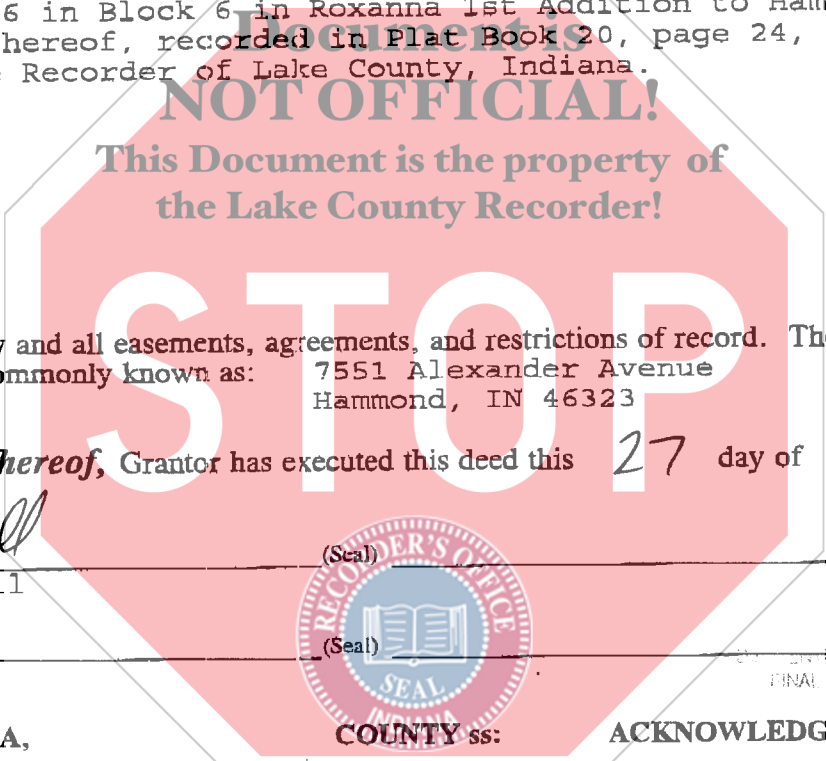 6 in Block 6 in Roxanna 1st Addition to Ham
Document is
hereof, recorded in Plat Book 20, page 24,
Recorder of Lake County, Indiana.
NOT OFFICIAL!
This Document is the property of
the Lake County Recorder!
STOP
and all easements, agreements, and restrictions of record. The
ommonly known as: 7551 Alexander Avenue
Hammond, IN 46323
hereof, Grantor has executed this deed this 27 day of
(Seal)
(Seal)
RECORDER'S OFFICE
SEAL
INDIANA
FINAL
A, COUNTY ss: ACKNOWLEDG